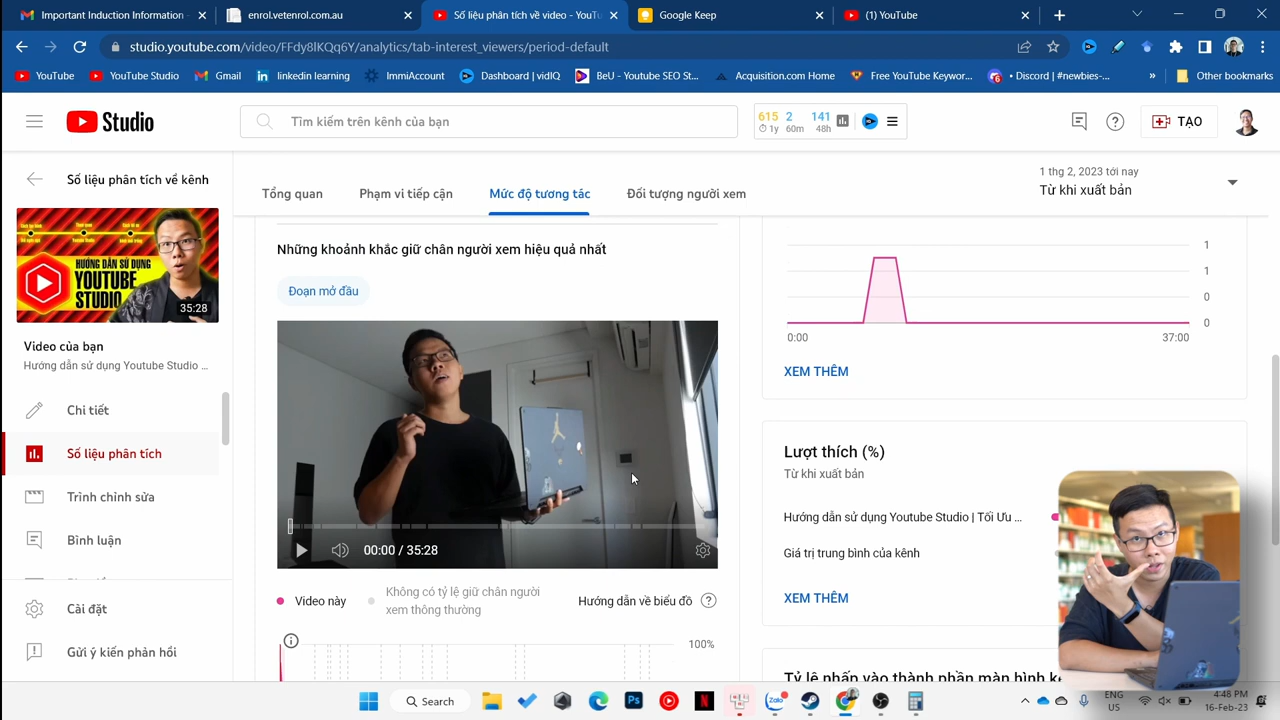 Important Induction Information -
enrol.vetenrol.com.au
Số liệu phân tích về video - YouTu
Google Keep
(1) YouTube
studio.youtube.com/video/FFdy8lKQq6Y/analytics/tab-interest_viewers/period-default
YouTube
YouTube Studio
Gmail
linkedin learning
ImmiAccount
Dashboard | vidIQ
BeU - Youtube SEO St...
Acquisition.com Home
Free YouTube Keywor...
• Discord | #newbies-...
»
Other bookmarks
Studio
Tìm kiếm trên kênh của bạn
615 2 141
1y 60m 48h
TẠO
Số liệu phân tích về kênh
Tổng quan
Phạm vi tiếp cận
Mức độ tương tác
Đối tượng người xem
1 thg 2, 2023 tới nay
Từ khi xuất bản
HƯỚNG DẪN SỬ DỤNG
YOUTUBE
STUDIO
35:28
Video của bạn
Hướng dẫn sử dụng Youtube Studio ...
Chi tiết
Số liệu phân tích
Trình chỉnh sửa
Bình luận
Cài đặt
Gửi ý kiến phản hồi
Những khoảnh khắc giữ chân người xem hiệu quả nhất
Đoạn mở đầu
00:00 / 35:28
Video này
Không có tỷ lệ giữ chân người
xem thông thường
Hướng dẫn về biểu đồ
100%
1
1
0
0
0:00
37:00
XEM THÊM
Lượt thích (%)
Từ khi xuất bản
Hướng dẫn sử dụng Youtube Studio | Tối Ưu ...
Giá trị trung bình của kênh
XEM THÊM
Tỷ lệ nhấp vào thành phần màn hình k
Search
Zalo
ENG
US
4:48 PM
16-Feb-23